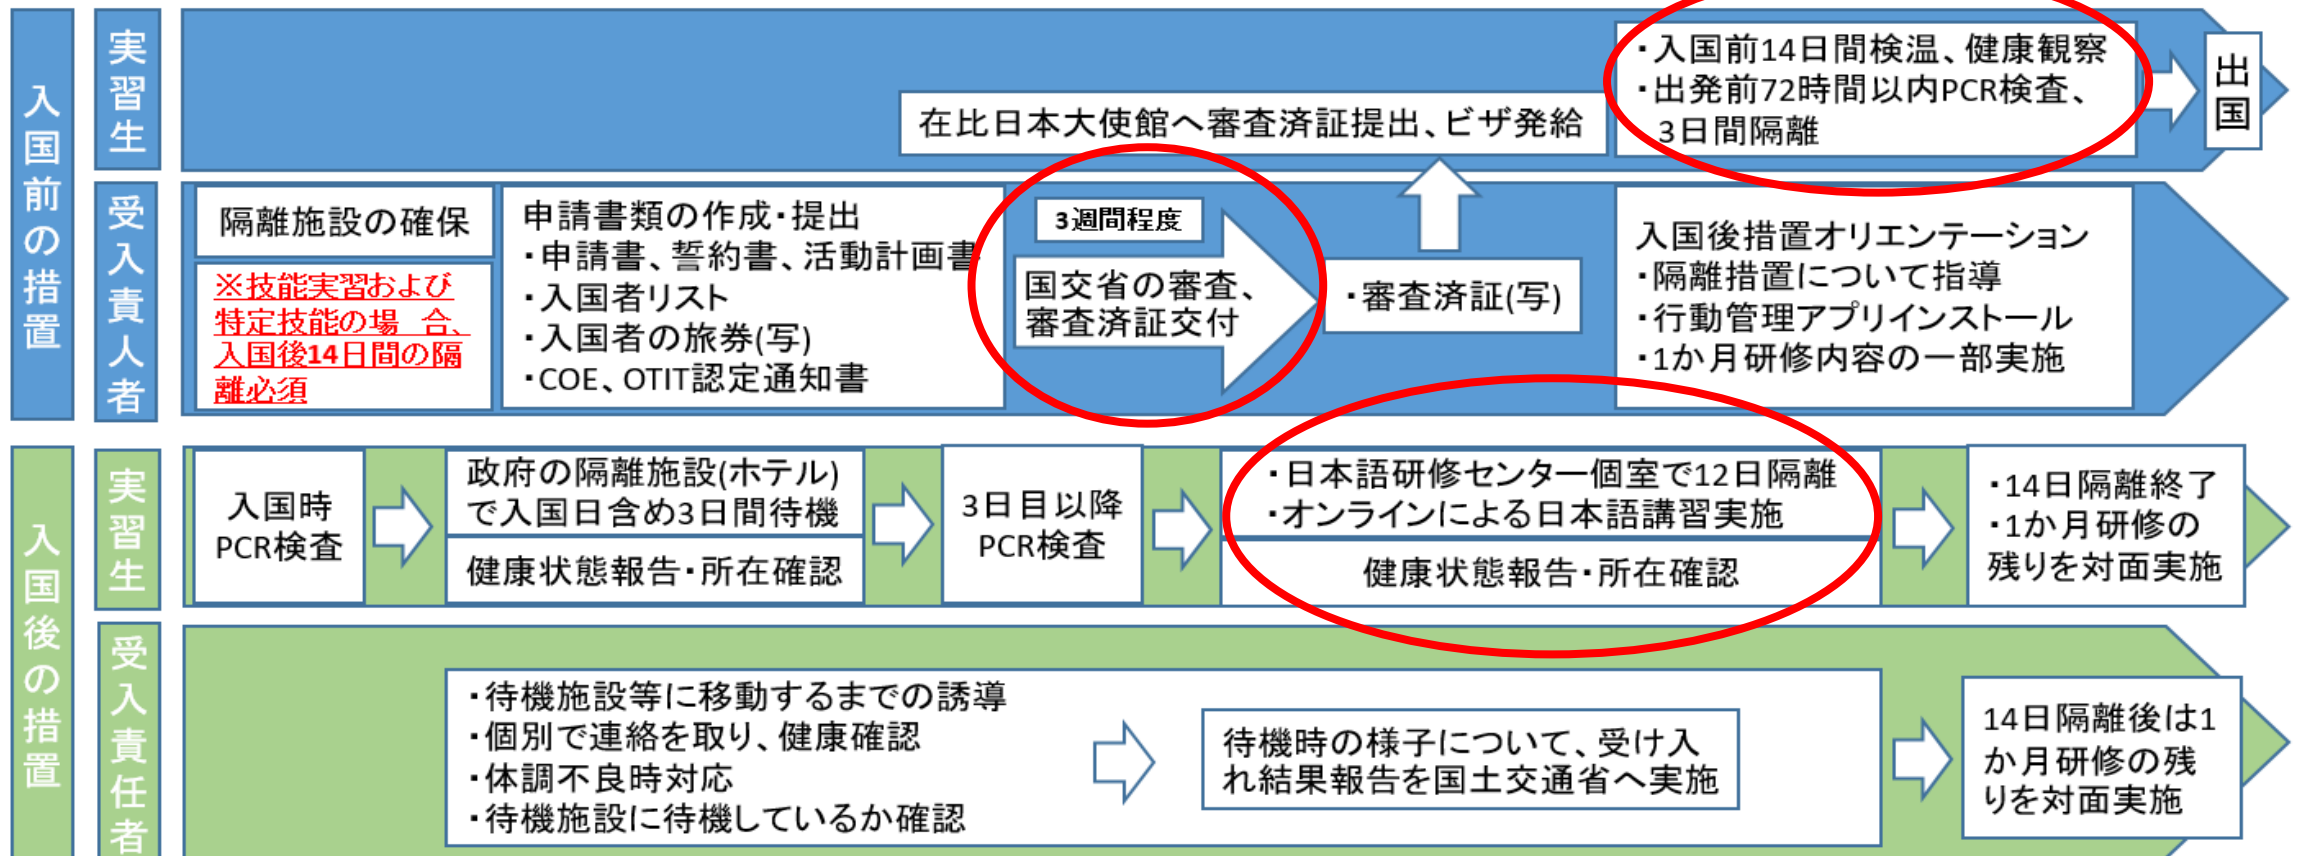 入国前の措置
実習生
・入国前14日間検温、健康観察
・出発前72時間以内PCR検査、
3日間隔離
出国
在比日本大使館へ審査済証提出、ビザ発給
受入責人者
隔離施設の確保
※技能実習および
特定技能の場 合、
入国後14日間の隔
離必須
申請書類の作成・提出
・申請書、誓約書、活動計画書
・入国者リスト
・入国者の旅券(写)
・COE、OTIT認定通知書
3週間程度
国交省の審査、
審査済証交付
・審査済証(写)
入国後措置オリエンテーション
・隔離措置について指導
・行動管理アプリインストール
・1か月研修内容の一部実施
入国後の措置
実習生
入国時
PCR検査
政府の隔離施設(ホテル)
で入国日含め3日間待機
健康状態報告・所在確認
3日目以降
PCR検査
・日本語研修センター個室で12日隔離
・オンラインによる日本語講習実施
健康状態報告・所在確認
・14日隔離終了
・1か月研修の
残りを対面実施
受入責任者
・待機施設等に移動するまでの誘導
・個別で連絡を取り、健康確認
・体調不良時対応
・待機施設に待機しているか確認
待機時の様子について、受け入
れ結果報告を国土交通省へ実施
14日隔離後は1
か月研修の残
りを対面実施